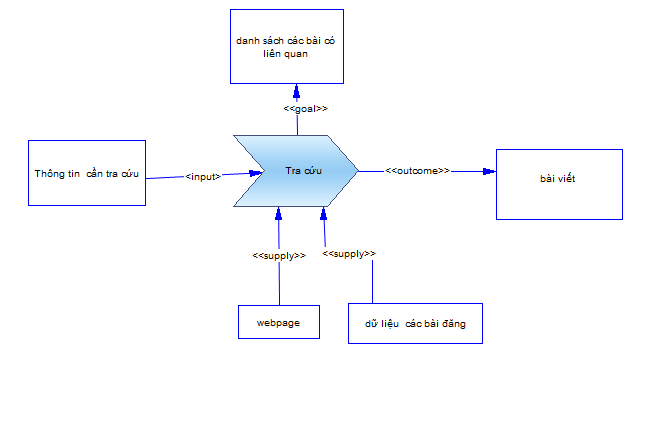 danh sách các bài có
liên quan
<<goal>>
Thông tin cần tra cứu
<input>
Tra cứu
<<outcome>>
bài viết
<<supply>>
<<supply>>
webpage
dữ liệu các bài đăng